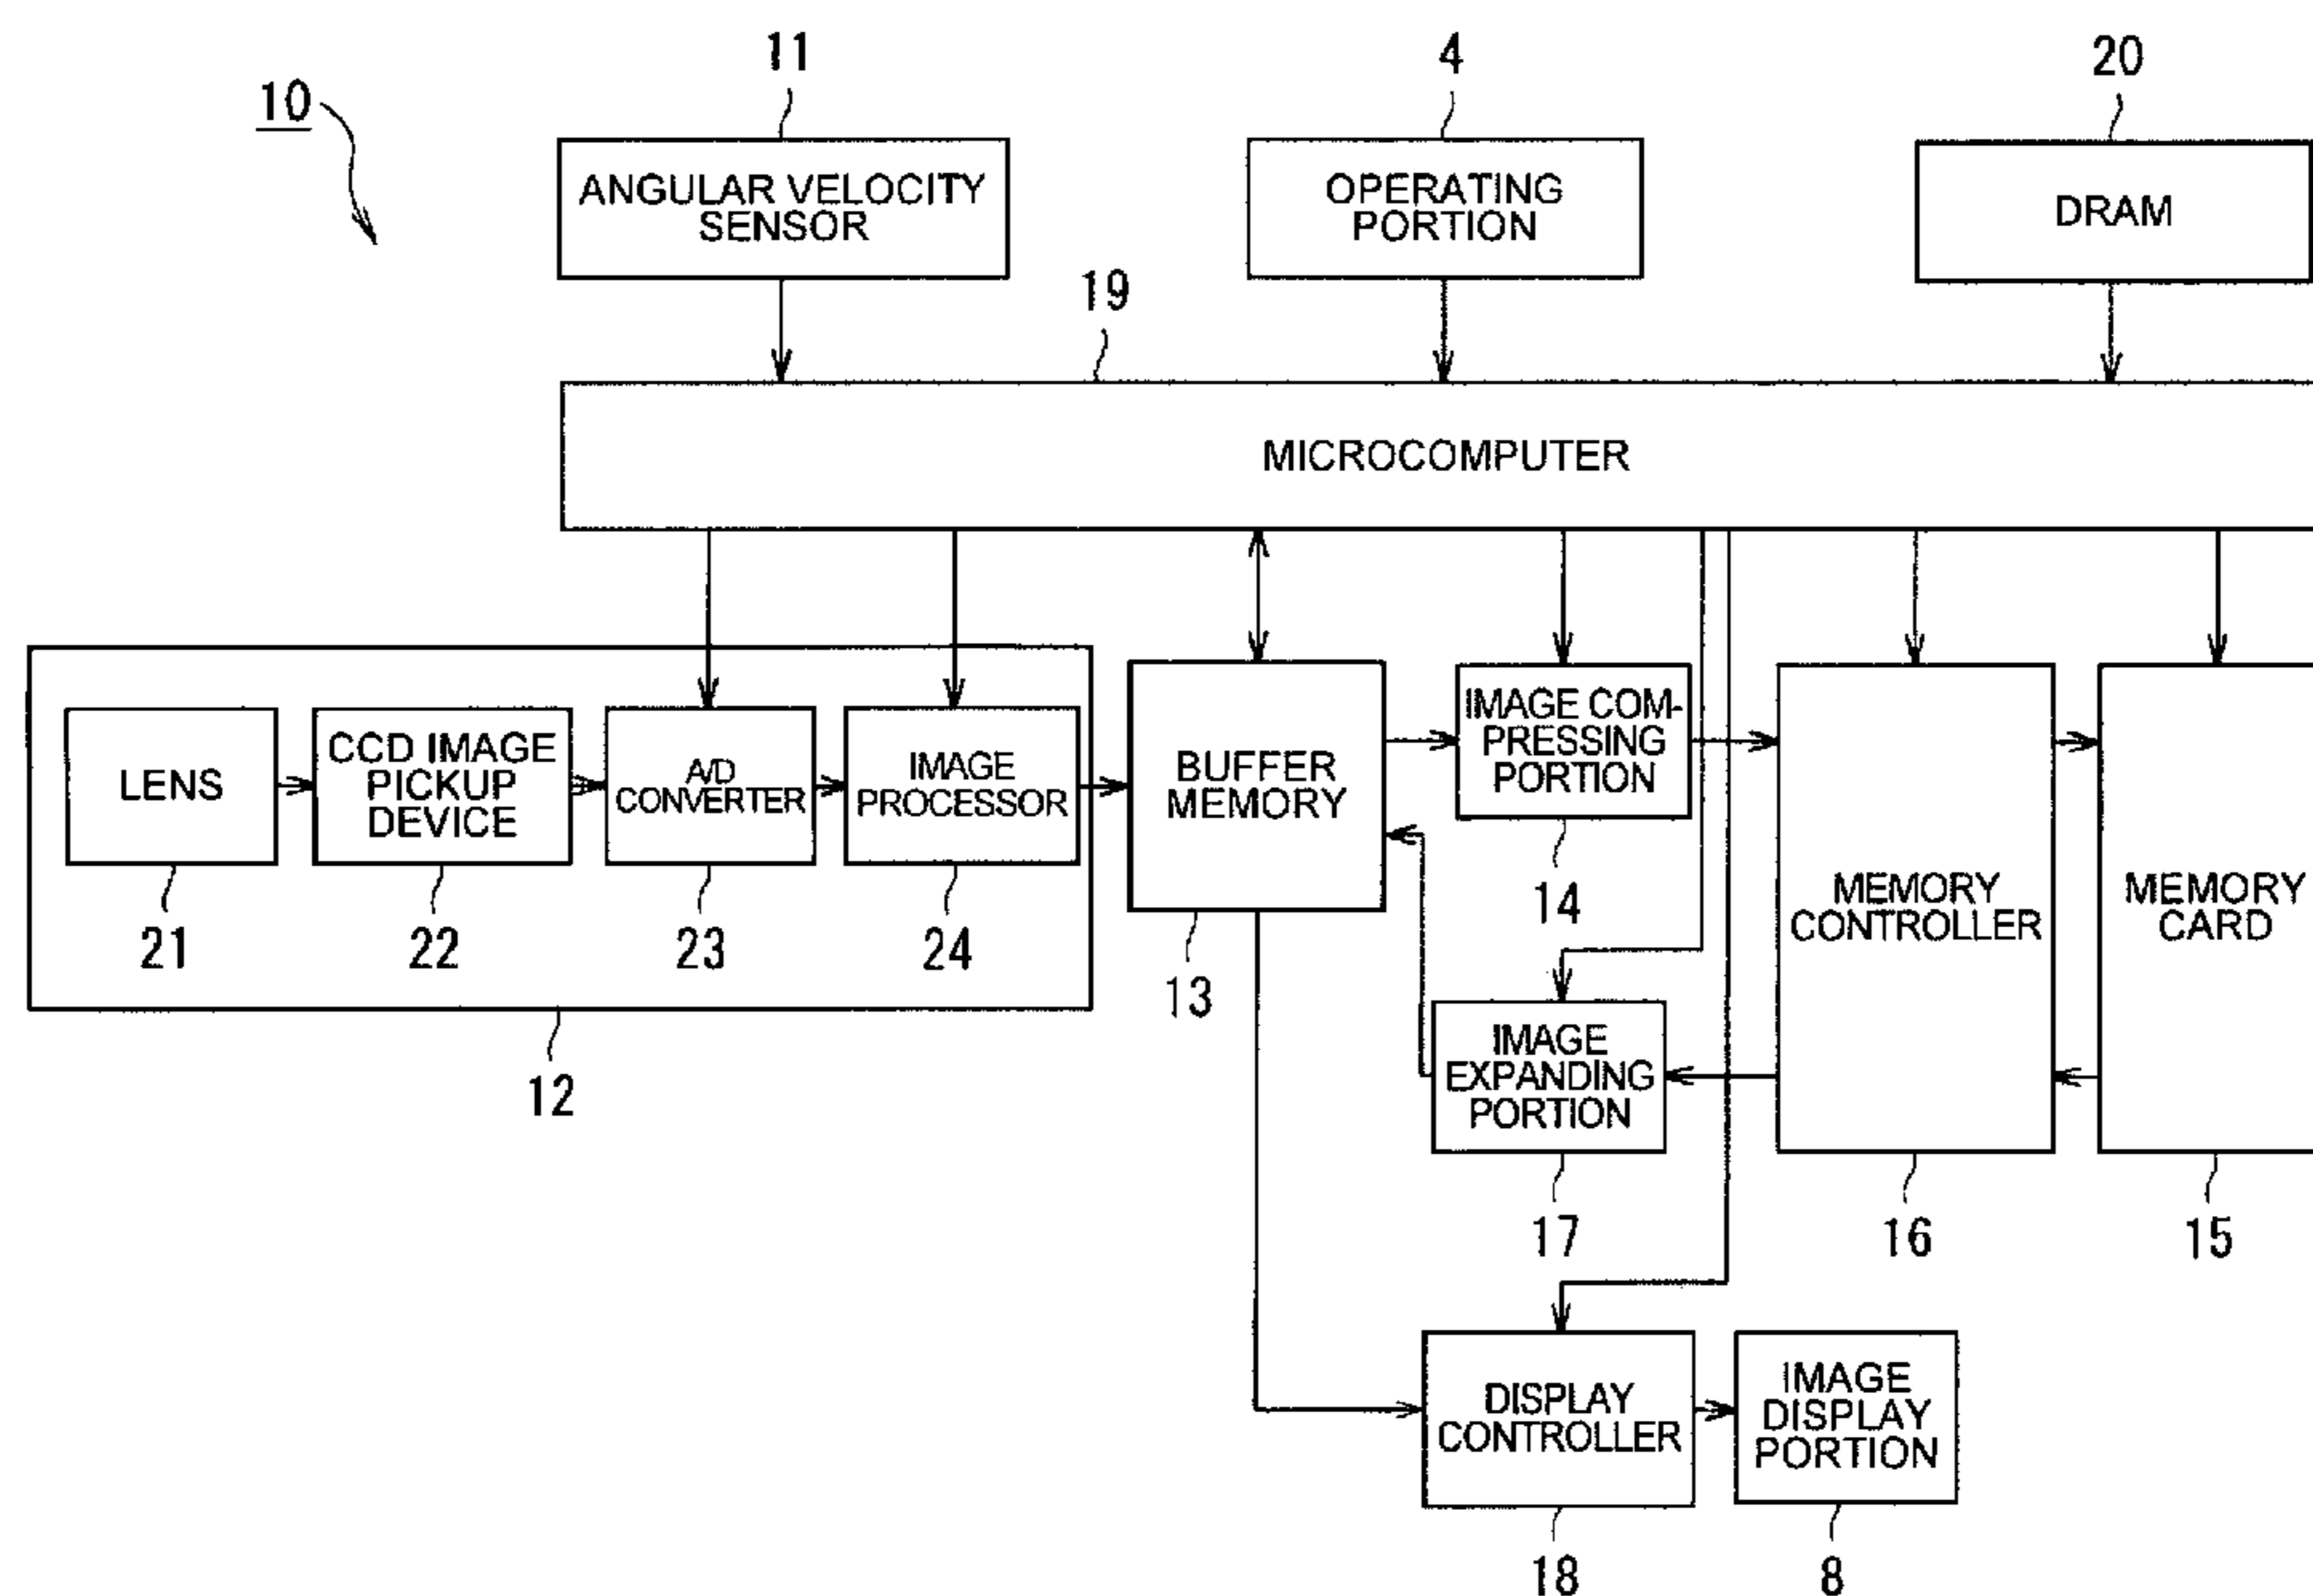 10
11
4
20
ANGULAR VELOCITY
SENSOR
OPERATING
PORTION
DRAM
19
MICROCOMPUTER
LENS
CCD IMAGE
PICKUP
DEVICE
A/D
CONVERTER
IMAGE
PROCESSOR
BUFFER
MEMORY
IMAGE COM-
PRESSING
PORTION
MEMORY
CONTROLLER
MEMORY
CARD
21
22
23
24
13
14
12
IMAGE
EXPANDING
PORTION
17
16
15
DISPLAY
CONTROLLER
IMAGE
DISPLAY
PORTION
18
8